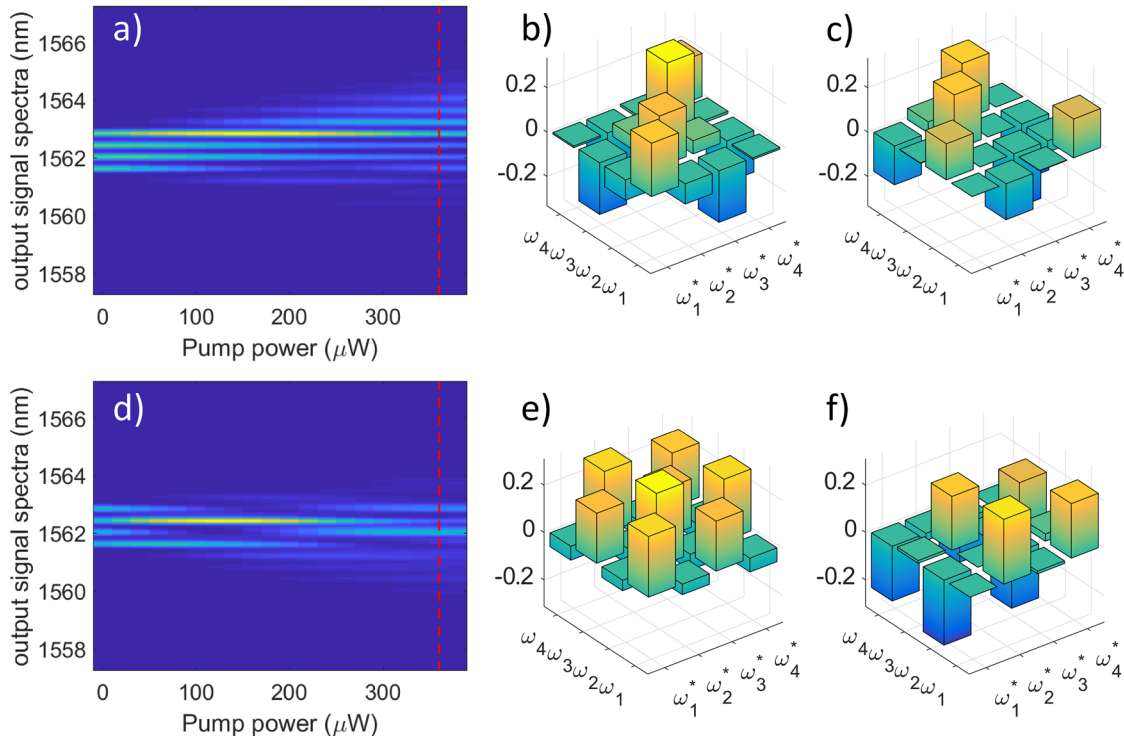 a)
output signal spectra (nm)
1566
1564
1562
1560
1558
0
100
200
300
Pump power (μW)
b)
0.2
0
-0.2
ω4 ω3 ω2 ω1
ω1* ω2* ω3* ω4*
c)
0.2
0
-0.2
ω4 ω3 ω2 ω1
ω1* ω2* ω3* ω4*
d)
output signal spectra (nm)
1566
1564
1562
1560
1558
0
100
200
300
Pump power (μW)
e)
0.2
0
-0.2
ω4 ω3 ω2 ω1
ω1* ω2* ω3* ω4*
f)
0.2
0
-0.2
ω4 ω3 ω2 ω1
ω1* ω2* ω3* ω4*